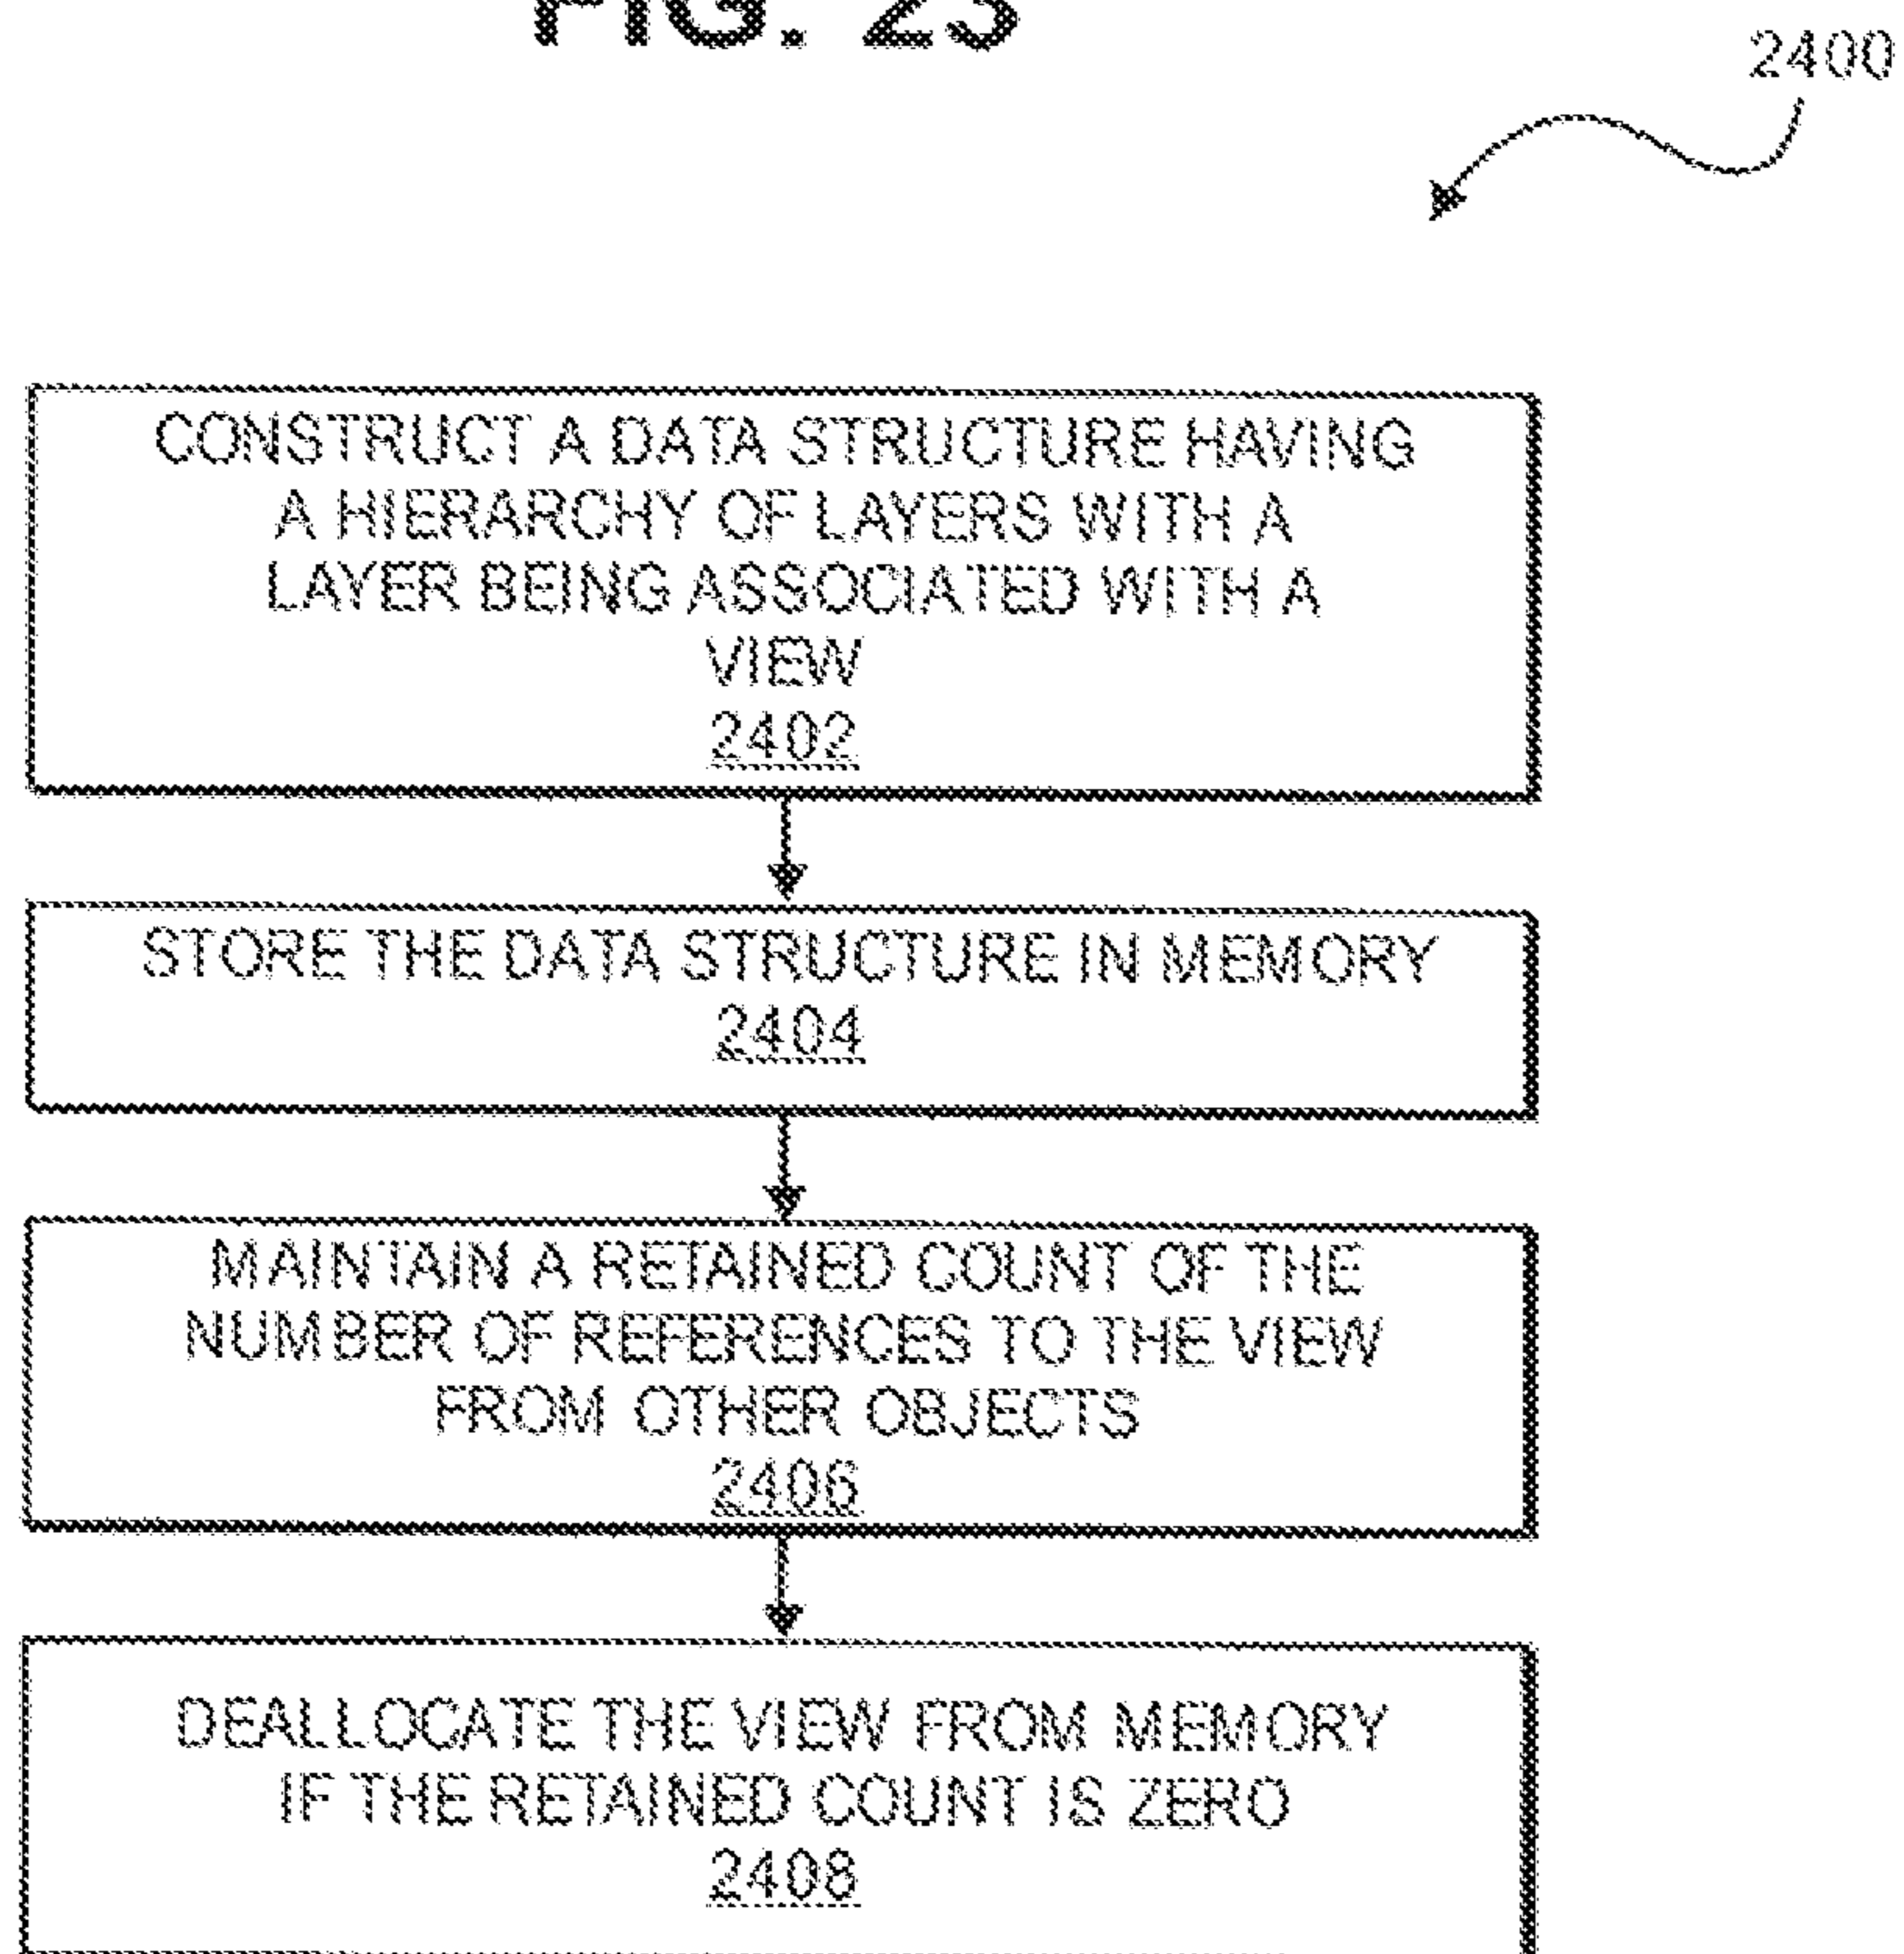 FIG. 23
2400
CONSTRUCT A DATA STRUCTURE HAVING
A HIERARCHY OF LAYERS WITH A
LAYER BEING ASSOCIATED WITH A
VIEW
2402
STORE THE DATA STRUCTURE IN MEMORY
2404
MAINTAIN A RETAINED COUNT OF THE
NUMBER OF REFERENCES TO THE VIEW
FROM OTHER OBJECTS
2406
DEALLOCATE THE VIEW FROM MEMORY
IF THE RETAINED COUNT IS ZERO
2408